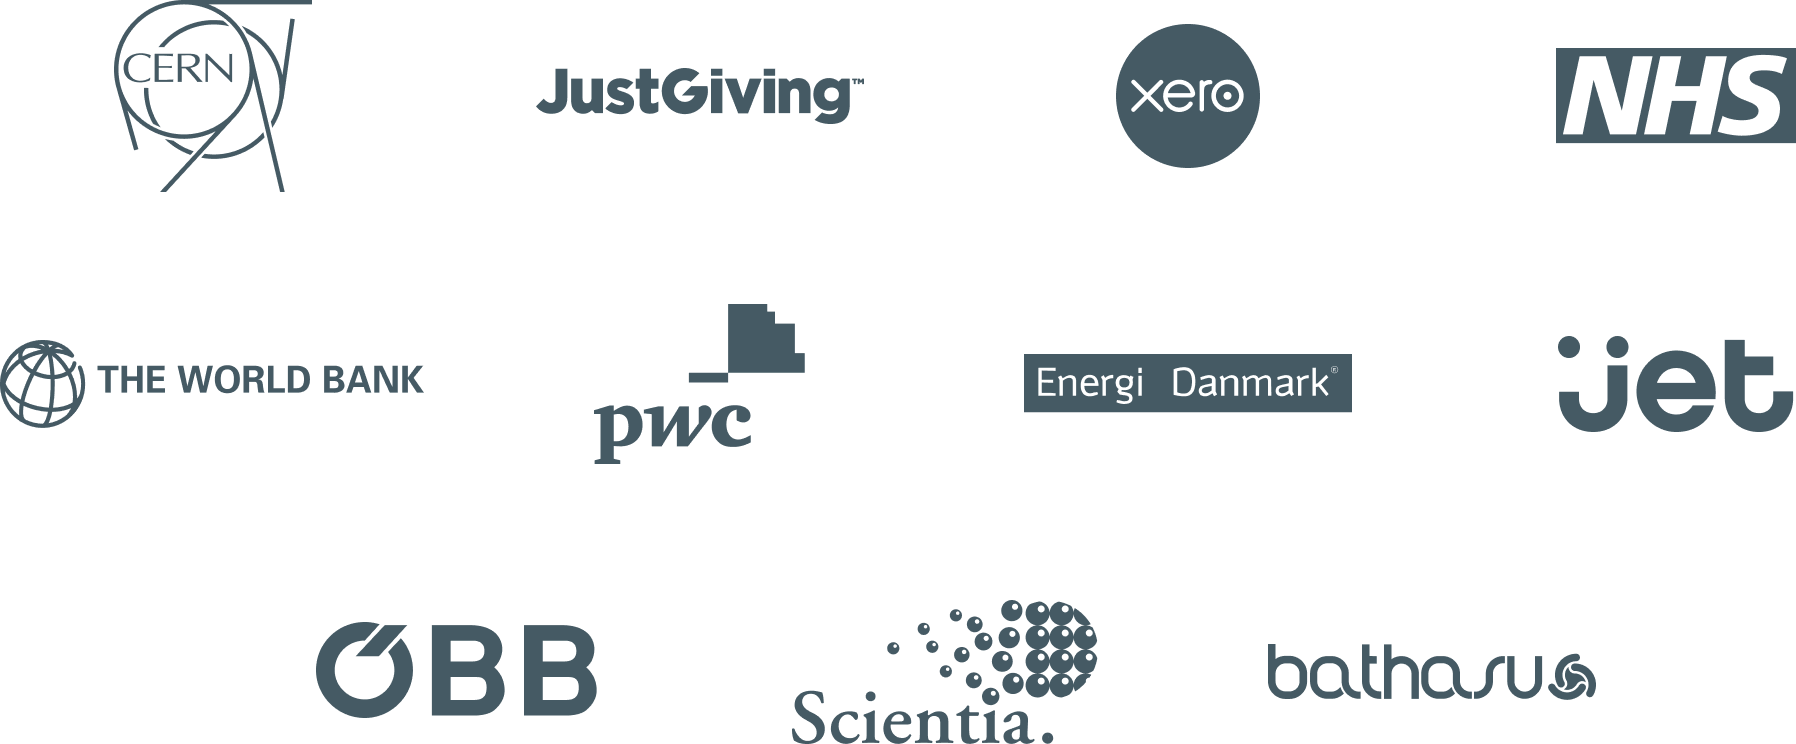 CERN
JustGiving™
xero
NHS
THE WORLD BANK
pwc
Energi Danmark®
jet
ÖBB
Scientia.
bathasu